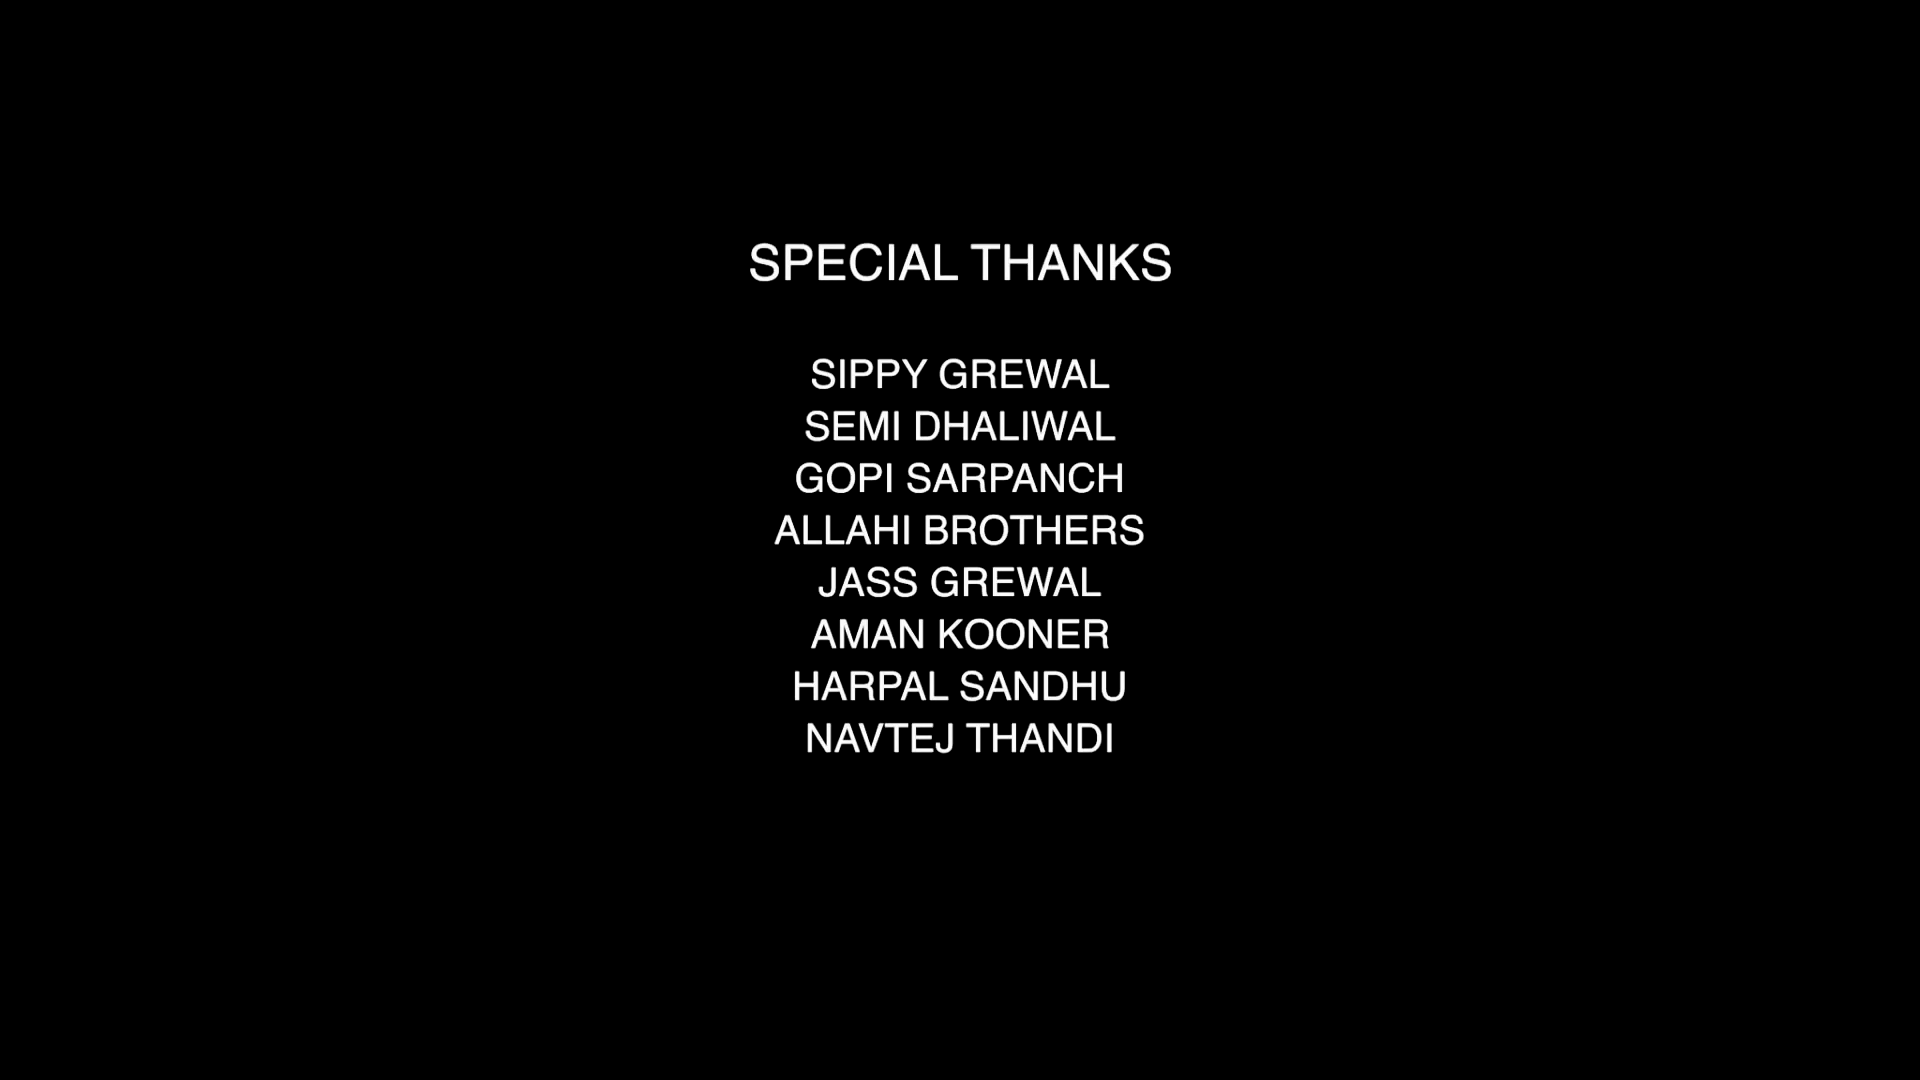 SPECIAL THANKS
SIPPY GREWAL
SEMI DHALIWAL
GOPI SARPANCH
ALLAHI BROTHERS
JASS GREWAL
AMAN KOONER
HARPAL SANDHU
NAVTEJ THANDI